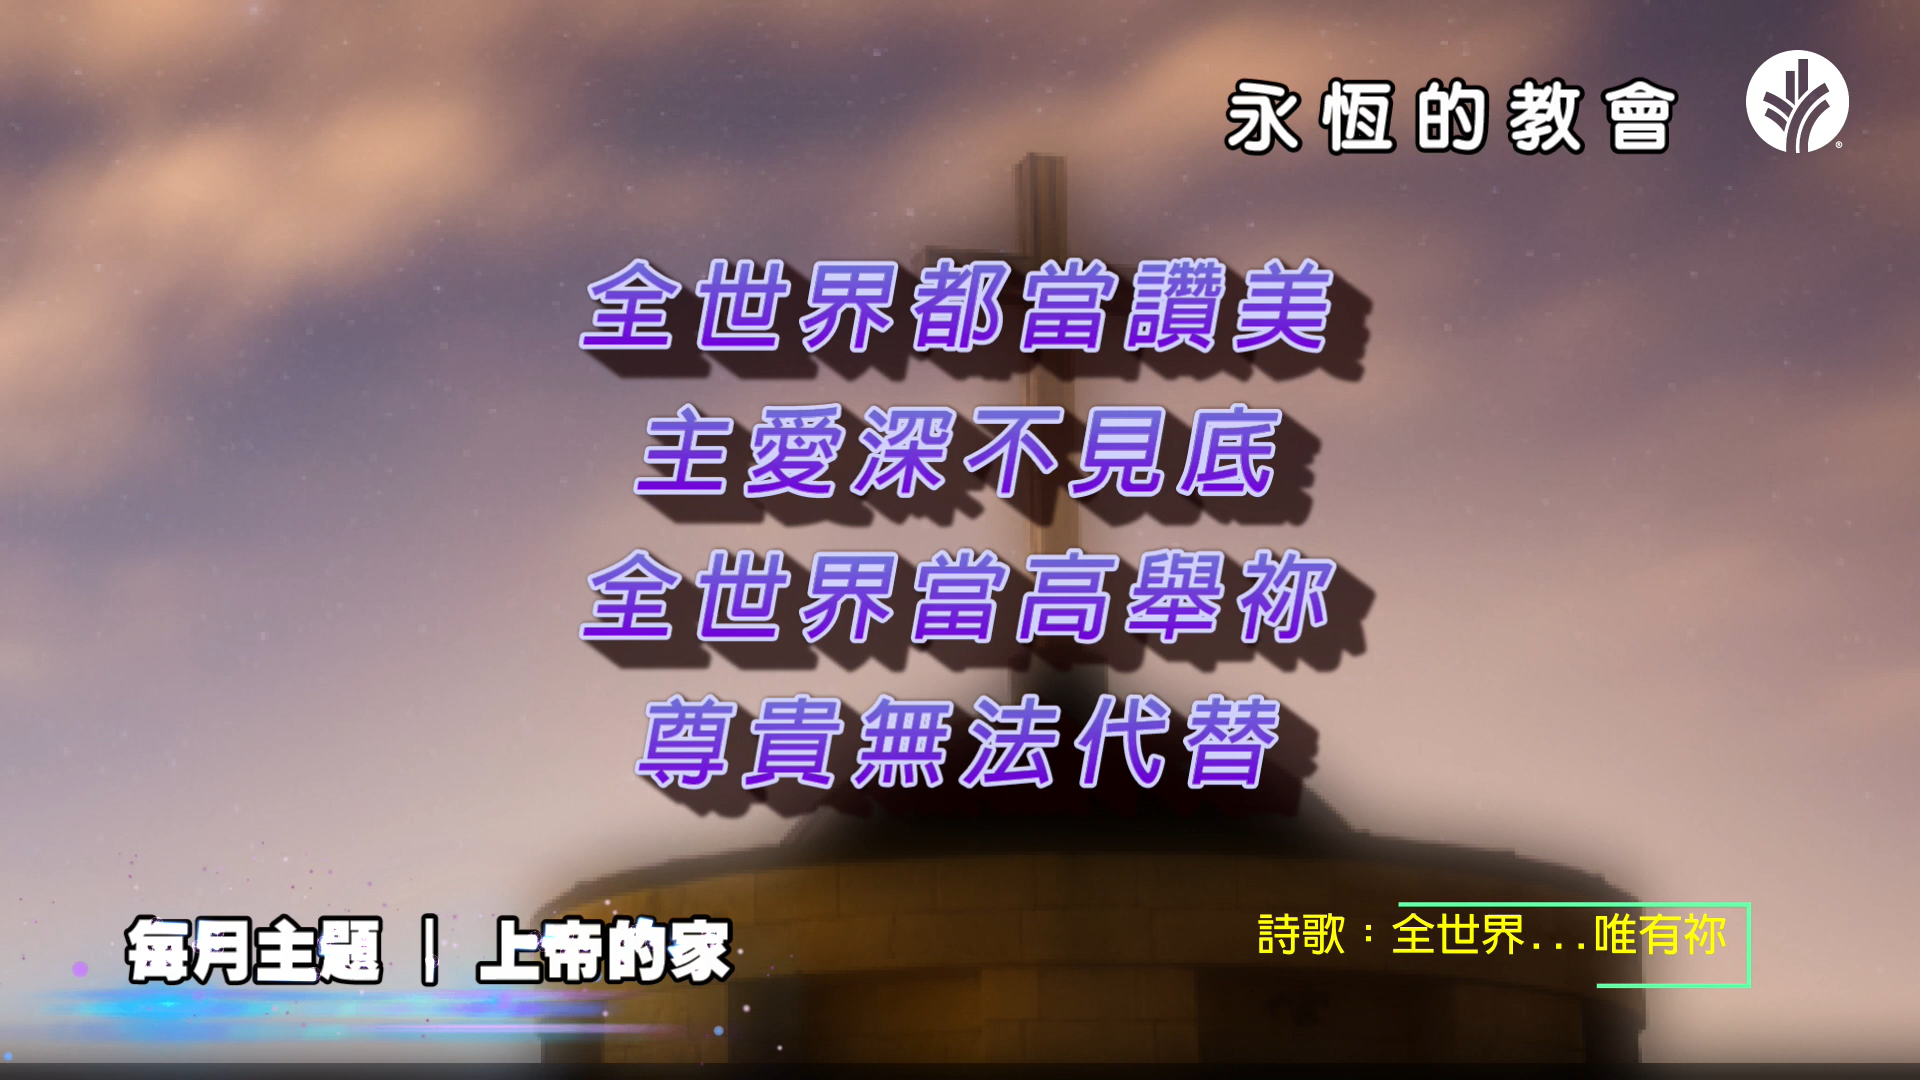 永恆的教會
全世界都當讚美
主愛深不見底
全世界當高舉祢
尊貴無法代替
每月主題 | 上帝的家
詩歌：全世界...唯有祢